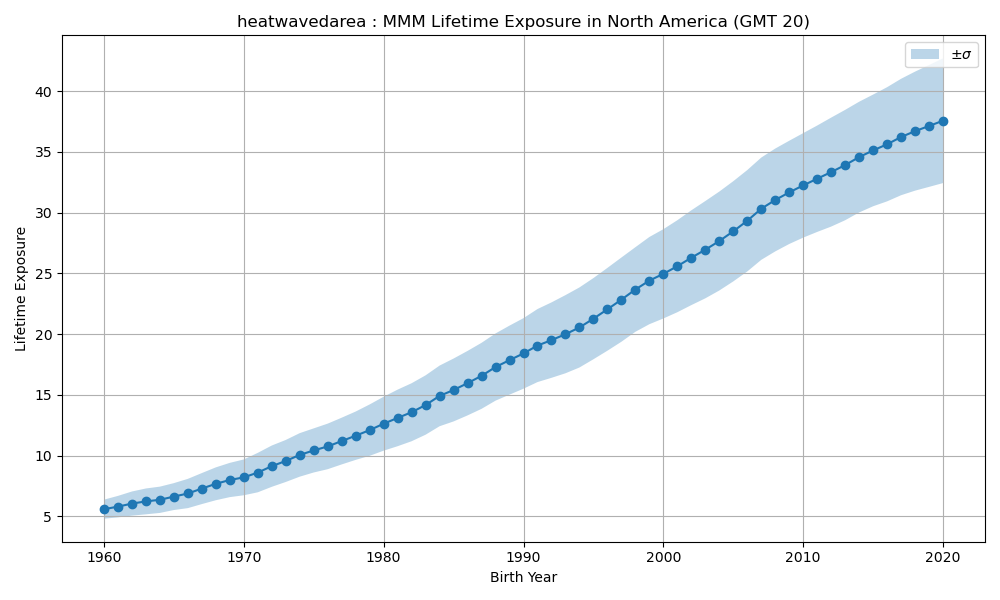 heatwavedarea : MMM Lifetime Exposure in North America (GMT 20)
±σ
Lifetime Exposure
40
35
30
25
20
15
10
5
1960 1970 1980 1990 2000 2010 2020
Birth Year